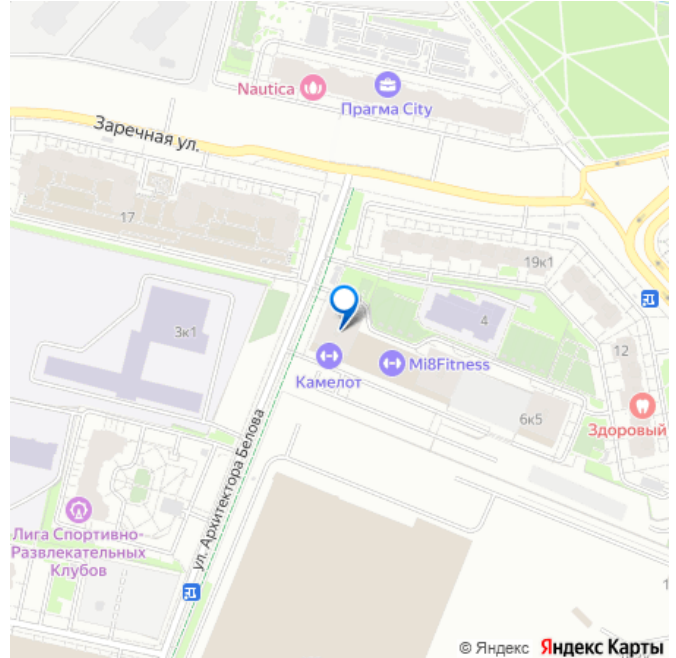 Nautica
Прагма City
Заречная ул.
17
19к1
3к1
4
12
Камелот
Mi8Fitness
6к5
Здоровый
ул. Архитектора Белова
Лига Спортивно-
Развлекательных
Клубов
1
© Яндекс Яндекс Карты